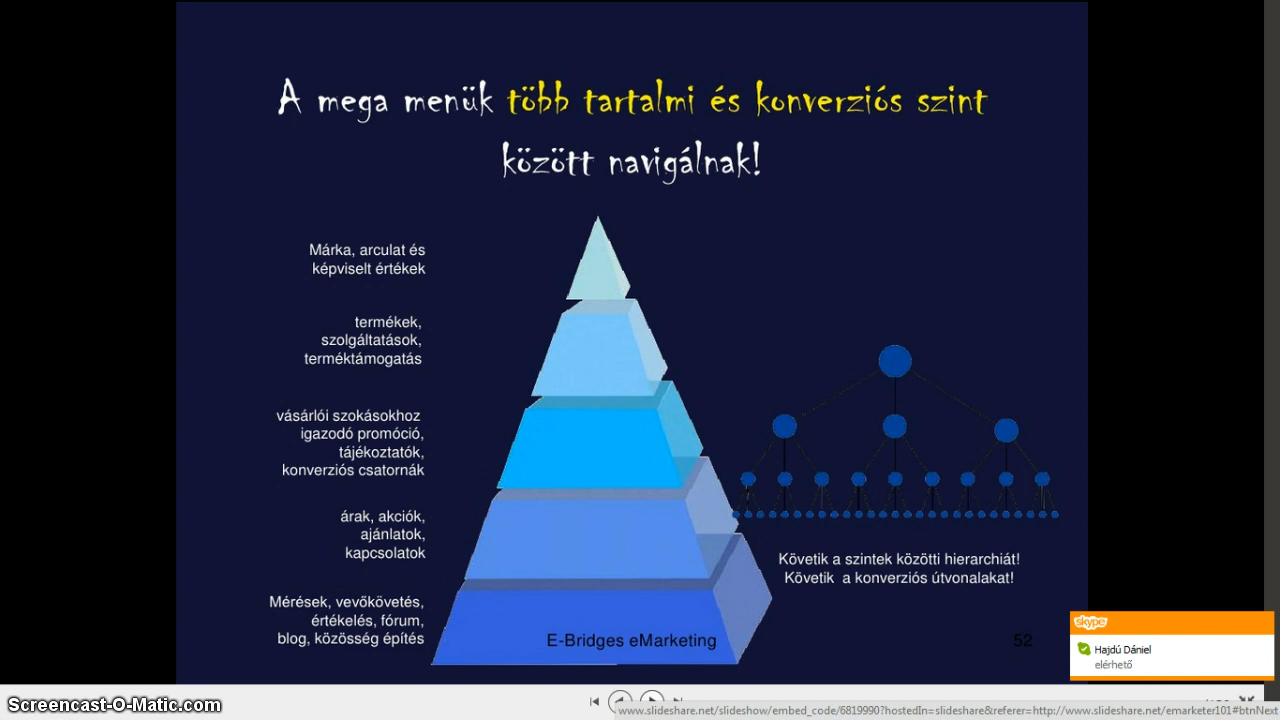 A mega menük több tartalmi és konverziós szint
között navigálnak!
Márka, arculat és
képviselt értékek
termékek,
szolgáltatások,
terméktámogatás
vásárlói szokásokhoz
igazodó promóció,
tájékoztatók,
konverziós csatornák
árak, akciók,
ajánlatok,
kapcsolatok
Mérések, vevőkövetés,
értékelés, fórum,
blog, közösség építés
Követik a szintek közötti hierarchiát!
Követik a konverziós útvonalakat!
E-Bridges eMarketing
52
skype
Hajdú Dániel
elérhető
Screencast-O-Matic.com
www.slideshare.net/slideshow/embed_code/6819990?hostedIn=slideshare&referer=http://www.slideshare.net/emarketer101#btnNext